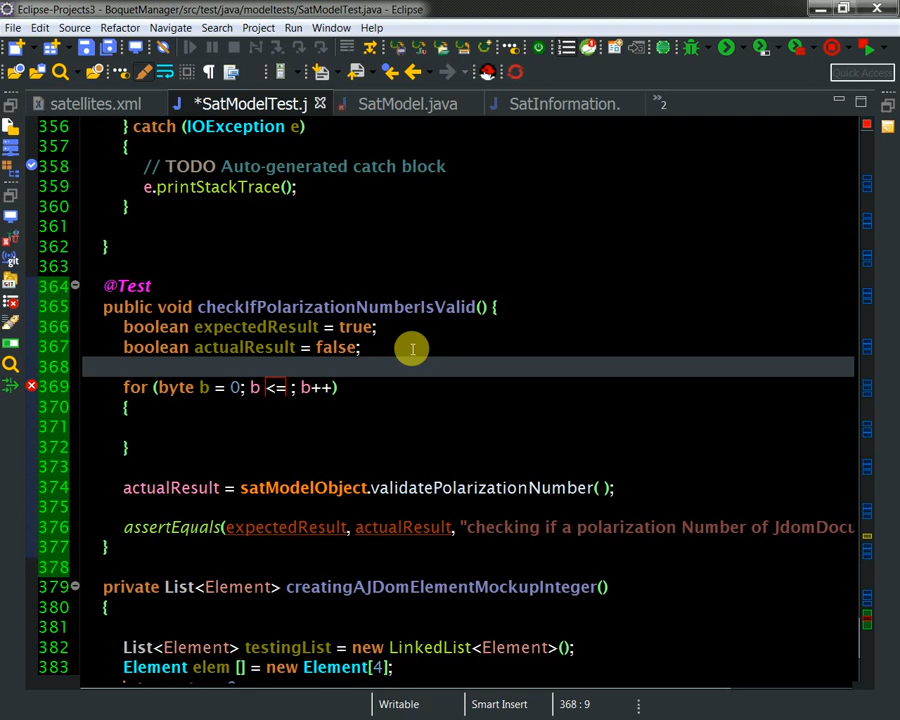 Eclipse-Projects3 - BoquetManager/src/test/java/modeltests/SatModelTest.java - Eclipse
File Edit Source Refactor Navigate Search Project Run Window Help
Quick Access
satellites.xml *SatModelTest.j SatModel.java SatInformation. »2
356 } catch (IOException e)
357 {
358 // TODO Auto-generated catch block
359 e.printStackTrace();
360 }
361
362 }
363
364 @Test
365 public void checkIfPolarizationNumberIsValid() {
366 boolean expectedResult = true;
367 boolean actualResult = false;
368
369 for (byte b = 0; b <= ; b++)
370 {
371
372 }
373
374 actualResult = satModelObject.validatePolarizationNumber( );
375
376 assertEquals(expectedResult, actualResult, "checking if a polarization Number of JdomDocu
377 }
378
379 private List<Element> creatingAJDomElementMockupInteger()
380 {
381
382 List<Element> testingList = new LinkedList<Element>();
383 Element elem [] = new Element[4];
Writable Smart Insert 368 : 9